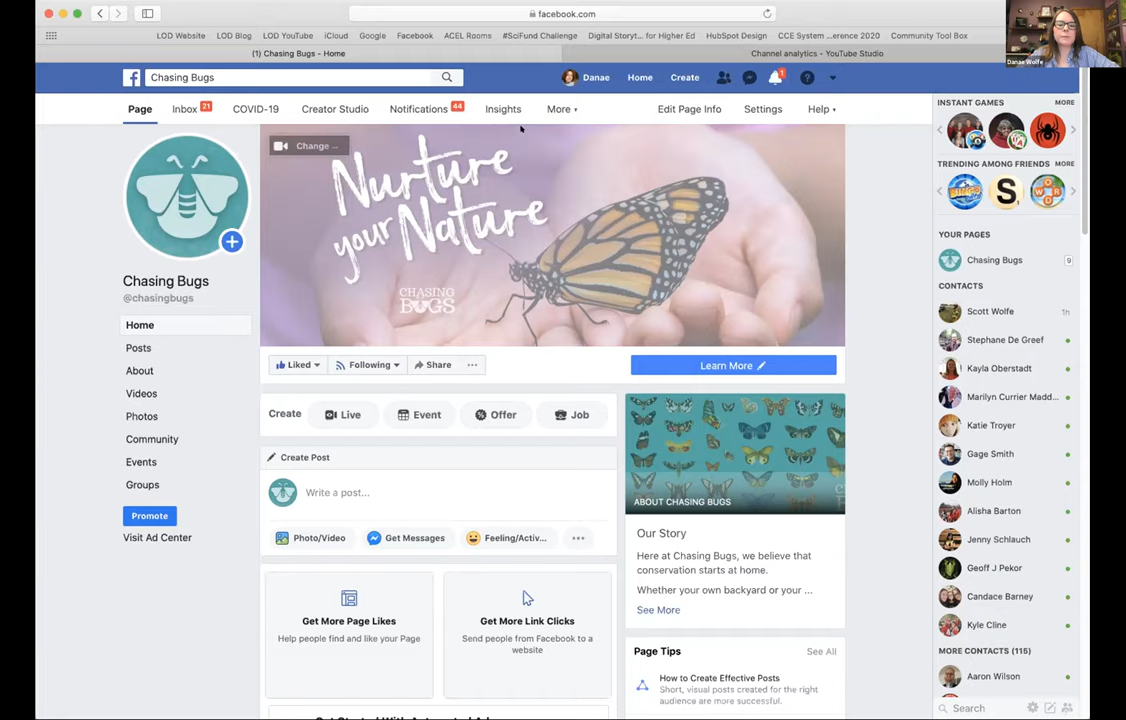 facebook.com
LOD Website LOD Blog LOD YouTube iCloud Google Facebook ACEL Rooms #SciFund Challenge Digital Storyt... for Higher Ed HubSpot Design CCE System ...erence 2020 Community Tool Box
(1) Chasing Bugs - Home
Channel analytics - YouTube Studio
Danae Wolfe
Chasing Bugs
Danae Home Create 1
Page Inbox 21 COVID-19 Creator Studio Notifications 44 Insights More Edit Page Info Settings Help
Change ...
Nurture
your Nature
CHASING
BUGS
Chasing Bugs
@chasingbugs
Home
Posts
About
Videos
Photos
Community
Events
Groups
Promote
Visit Ad Center
Liked Following Share ...
Learn More
Create Live Event Offer Job
Create Post
Write a post...
Photo/Video Get Messages Feeling/Activ... ...
Get More Page Likes
Help people find and like your Page
Get More Link Clicks
Send people from Facebook to a
website
ABOUT CHASING BUGS
Our Story
Here at Chasing Bugs, we believe that
conservation starts at home.
Whether your own backyard or your ...
See More
Page Tips See All
How to Create Effective Posts
Short, visual posts created for the right
audience are more successful.
INSTANT GAMES MORE
TRENDING AMONG FRIENDS MORE
BINGO S WORD
YOUR PAGES
Chasing Bugs 9
CONTACTS
Scott Wolfe 1h
Stephane De Greef
Kayla Oberstadt
Marilyn Currier Madd...
Katie Troyer
Gage Smith
Molly Holm
Alisha Barton
Jenny Schlauch
Geoff J Pekor
Candace Barney
Kyle Cline
MORE CONTACTS (115)
Aaron Wilson
Search